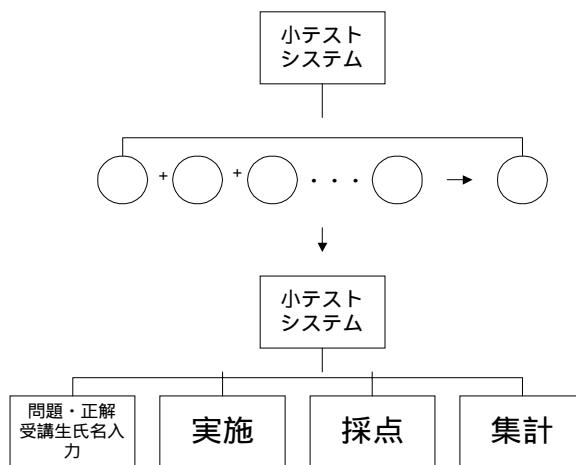 小テスト
システム
+ + ・・・ →
小テスト
システム
問題・正解
受講生氏名入
力
実施
採点
集計